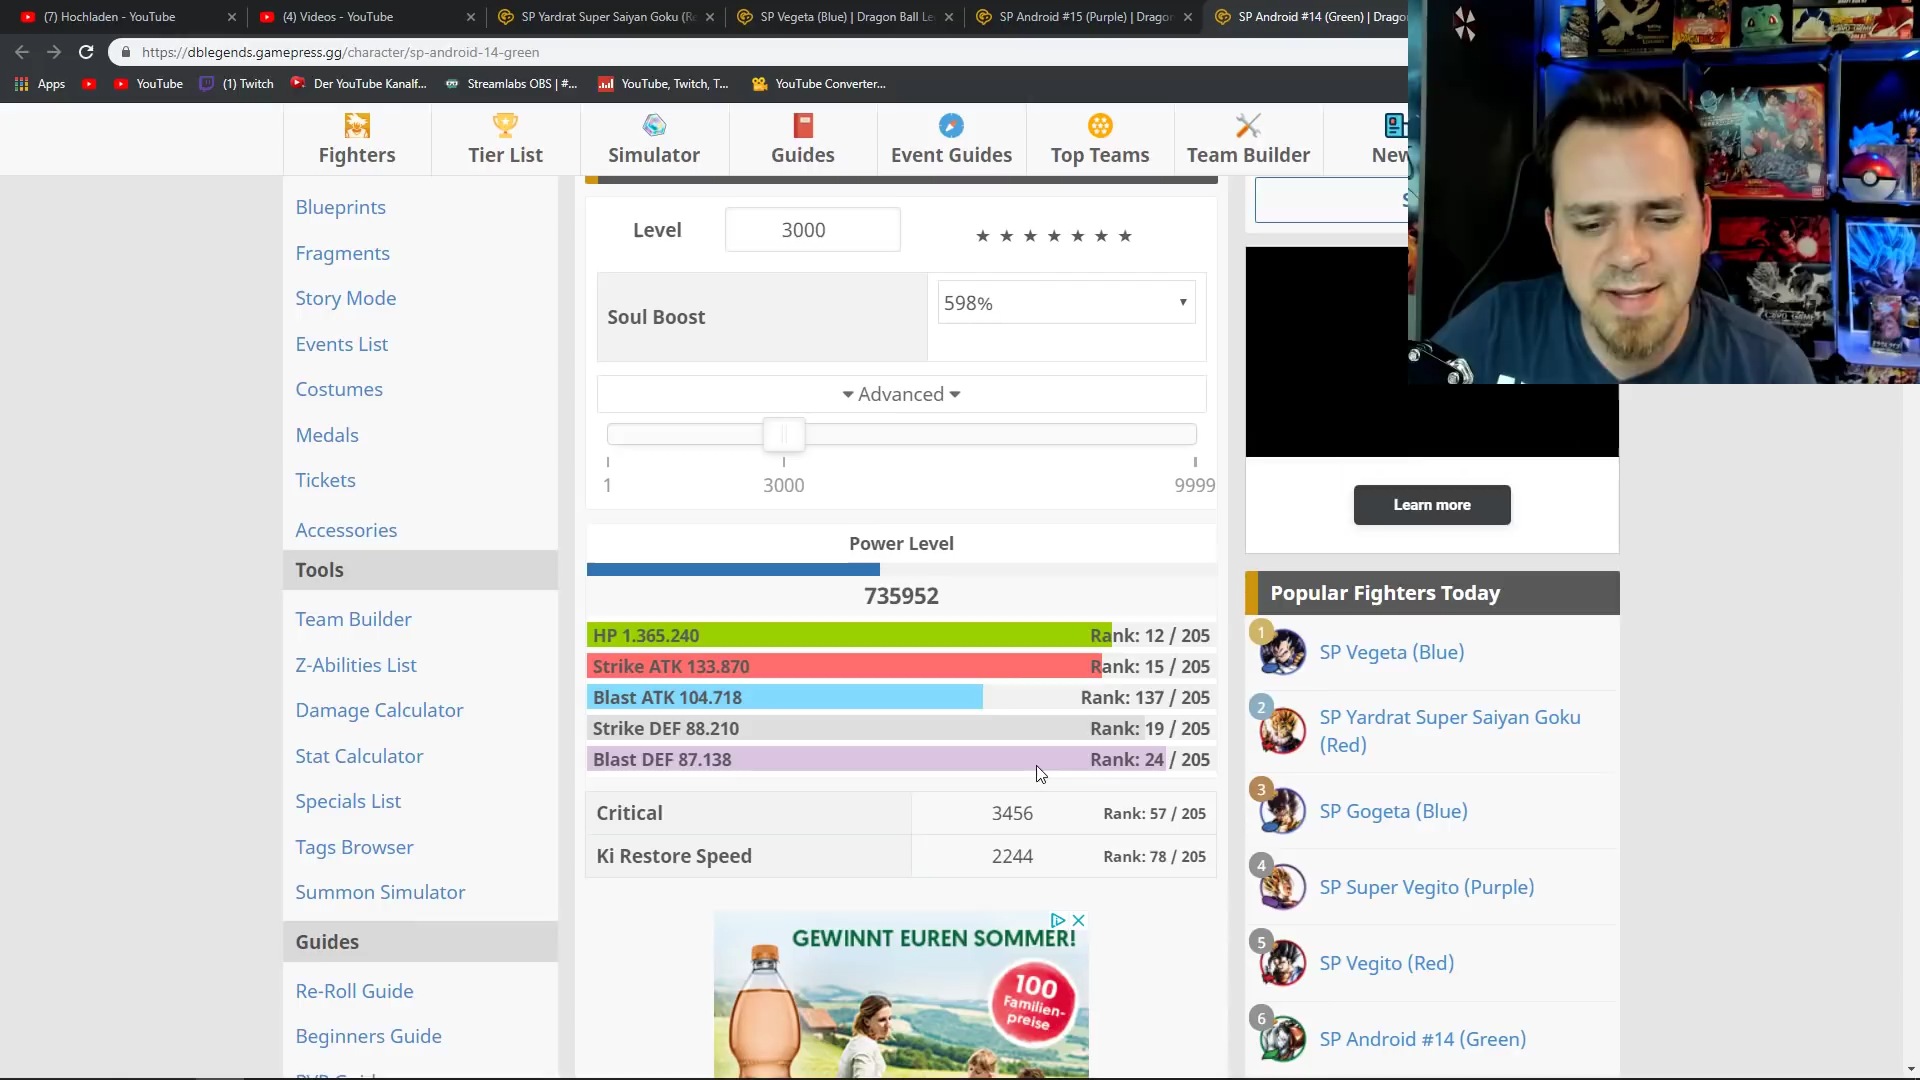 (7) Hochladen - YouTube
(4) Videos - YouTube
SP Yardrat Super Saiyan Goku (Re
SP Vegeta (Blue) | Dragon Ball Le
SP Android #15 (Purple) | Drago
SP Android #14 (Green) | Drago
https://dblegends.gamepress.gg/character/sp-android-14-green
Apps
YouTube
(1) Twitch
Der YouTube Kanalf...
Streamlabs OBS | #...
YouTube, Twitch, T...
YouTube Converter...
Fighters
Tier List
Simulator
Guides
Event Guides
Top Teams
Team Builder
New
Blueprints
Fragments
Story Mode
Events List
Costumes
Medals
Tickets
Accessories
Tools
Team Builder
Z-Abilities List
Damage Calculator
Stat Calculator
Specials List
Tags Browser
Summon Simulator
Guides
Re-Roll Guide
Beginners Guide
Level
3000
★ ★ ★ ★ ★ ★ ★
Soul Boost
598%
Advanced
1
3000
9999
Power Level
735952
HP 1.365.240 Rank: 12 / 205
Strike ATK 133.870 Rank: 15 / 205
Blast ATK 104.718 Rank: 137 / 205
Strike DEF 88.210 Rank: 19 / 205
Blast DEF 87.138 Rank: 24 / 205
Critical 3456 Rank: 57 / 205
Ki Restore Speed 2244 Rank: 78 / 205
GEWINNT EUREN SOMMER!
100
Familien-
preise
Learn more
Popular Fighters Today
1 SP Vegeta (Blue)
2 SP Yardrat Super Saiyan Goku
(Red)
3 SP Gogeta (Blue)
4 SP Super Vegito (Purple)
5 SP Vegito (Red)
6 SP Android #14 (Green)